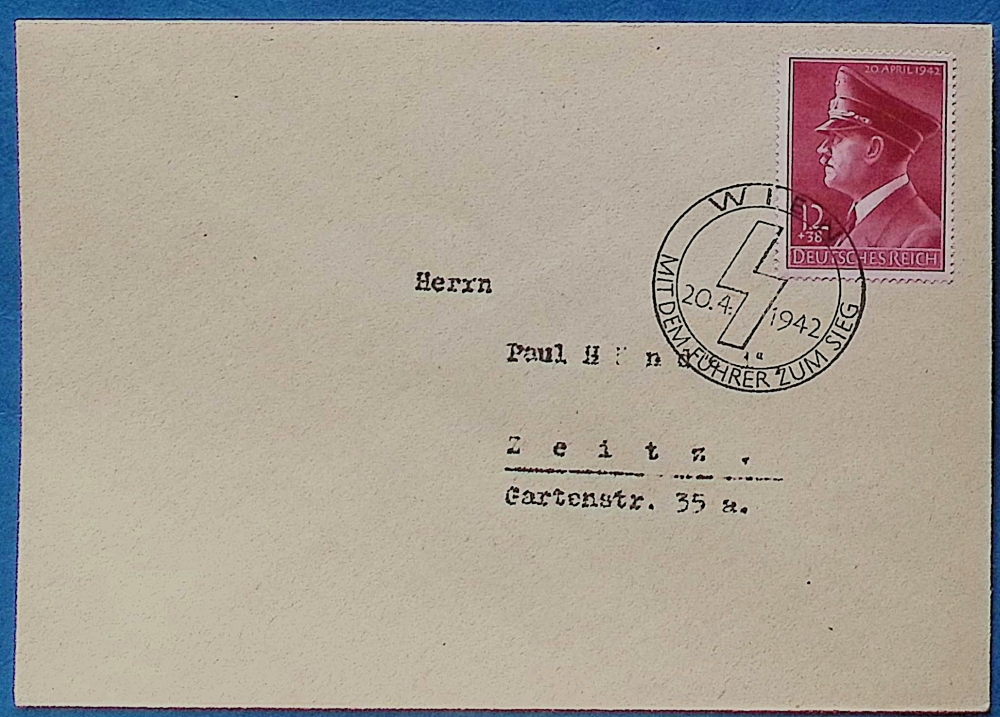 20 APRIL 1942
12
+38
DEUTSCHES REICH
WIEN
20.4. 1942
MIT DEM FÜHRER ZUM SIEG
Herrn
Paul
Z e i t z .
Gartenstr. 35 a.